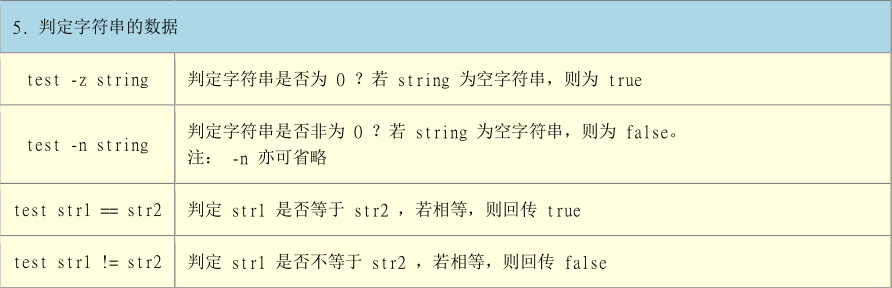 5. 判定字符串的数据
test -z string 判定字符串是否为 0 ？若 string 为空字符串，则为 true
test -n string 判定字符串是否非为 0 ？若 string 为空字符串，则为 false。
注： -n 亦可省略
test str1 == str2 判定 str1 是否等于 str2 ，若相等，则回传 true
test str1 != str2 判定 str1 是否不等于 str2 ，若相等，则回传 false